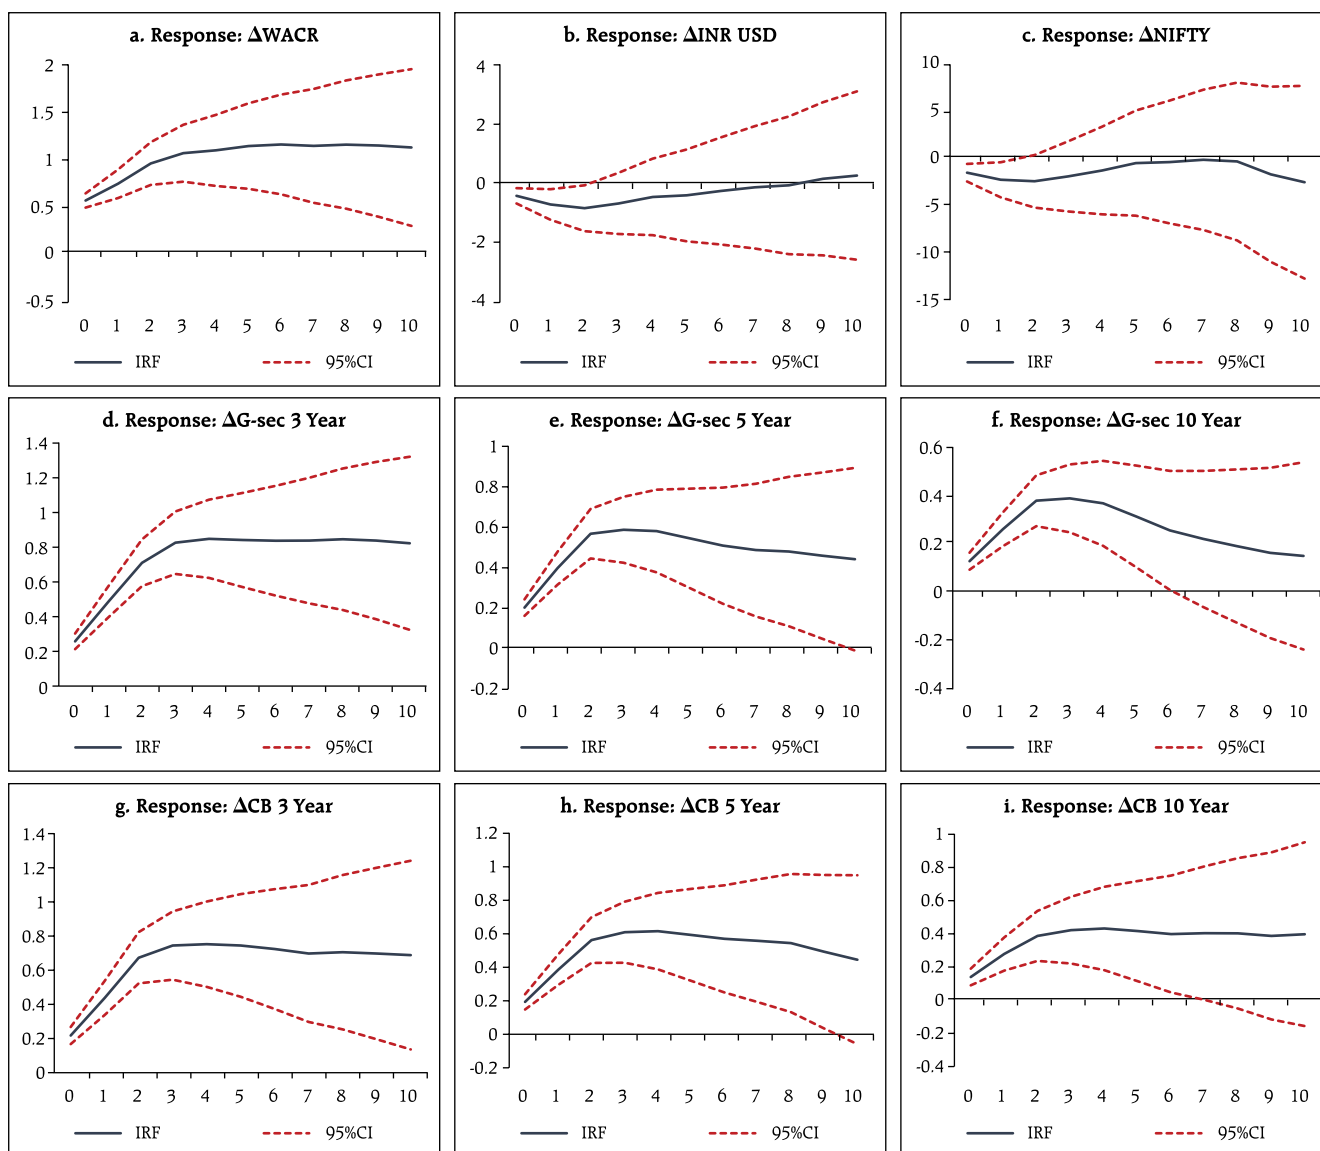 a. Response: ΔWACR
2
1.5
1
0.5
0
-0.5
0 1 2 3 4 5 6 7 8 9 10
IRF 95%CI
b. Response: ΔINR USD
4
2
0
-2
-4
0 1 2 3 4 5 6 7 8 9 10
IRF 95%CI
c. Response: ΔNIFTY
10
5
0
-5
-10
-15
0 1 2 3 4 5 6 7 8 9 10
IRF 95%CI
d. Response: ΔG-sec 3 Year
1.4
1.2
1
0.8
0.6
0.4
0.2
0
0 1 2 3 4 5 6 7 8 9 10
IRF 95%CI
e. Response: ΔG-sec 5 Year
1
0.8
0.6
0.4
0.2
0
-0.2
0 1 2 3 4 5 6 7 8 9 10
IRF 95%CI
f. Response: ΔG-sec 10 Year
0.6
0.4
0.2
0
-0.2
-0.4
0 1 2 3 4 5 6 7 8 9 10
IRF 95%CI
g. Response: ΔCB 3 Year
1.4
1.2
1
0.8
0.6
0.4
0.2
0
0 1 2 3 4 5 6 7 8 9 10
IRF 95%CI
h. Response: ΔCB 5 Year
1.2
1
0.8
0.6
0.4
0.2
0
-0.2
0 1 2 3 4 5 6 7 8 9 10
IRF 95%CI
i. Response: ΔCB 10 Year
1
0.8
0.6
0.4
0.2
0
-0.2
-0.4
0 1 2 3 4 5 6 7 8 9 10
IRF 95%CI